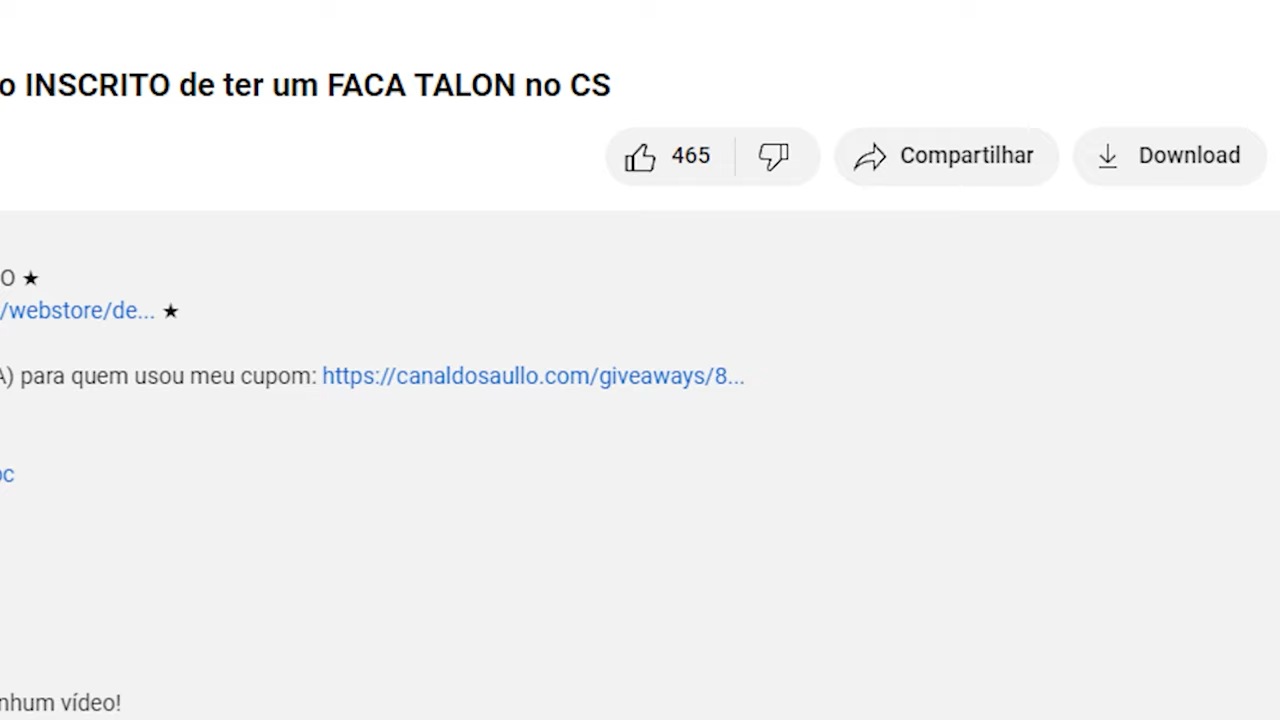 o INSCRITO de ter um FACA TALON no CS
465
Compartilhar
Download
O ★
/webstore/de... ★
A) para quem usou meu cupom: https://canaldosaullo.com/giveaways/8...
oc
nhum vídeo!